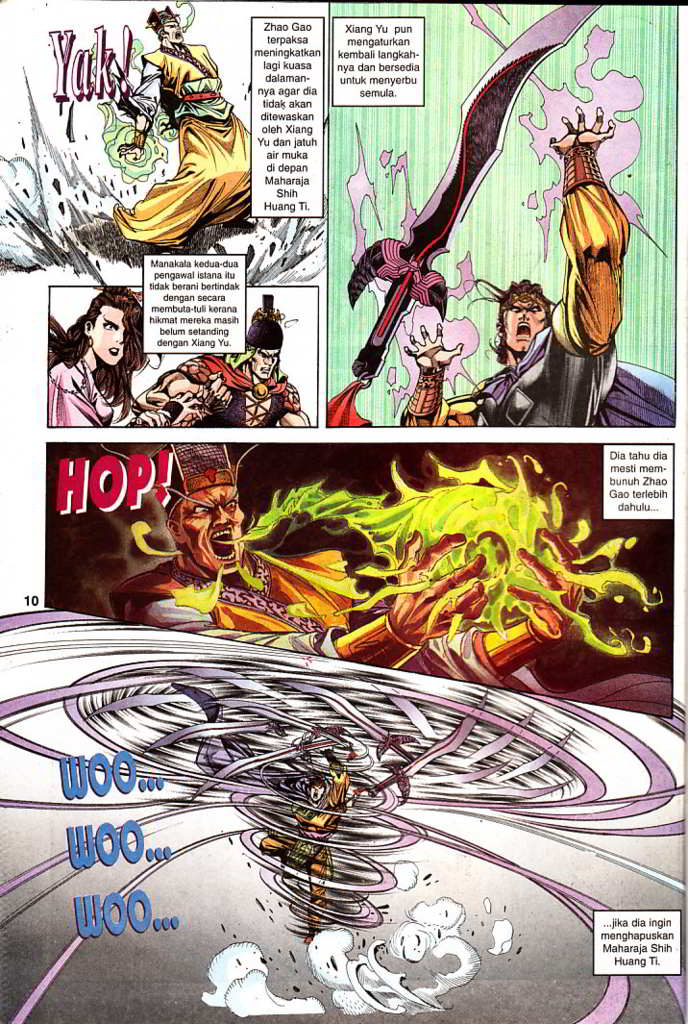 Yak!
Zhao Gao
terpaksa
meningkatkan
lagi kuasa
dalaman-
nya agar dia
tidak akan
ditewaskan
oleh Xiang
Yu dan jatuh
air muka
di depan
Maharaja
Shih
Huang Ti.
Xiang Yu pun
mengaturkan
kembali langkah-
nya dan bersedia
untuk menyerbu
semula.
Manakala kedua-dua
pengawal istana itu
tidak berani bertindak
dengan secara
membuta-tuli kerana
hikmat mereka masih
belum setanding
dengan Xiang Yu.
HOP!
Dia tahu dia
mesti mem-
bunuh Zhao
Gao terlebih
dahulu...
10
WOO...
WOO...
WOO...
...jika dia ingin
menghapuskan
Maharaja Shih
Huang Ti.